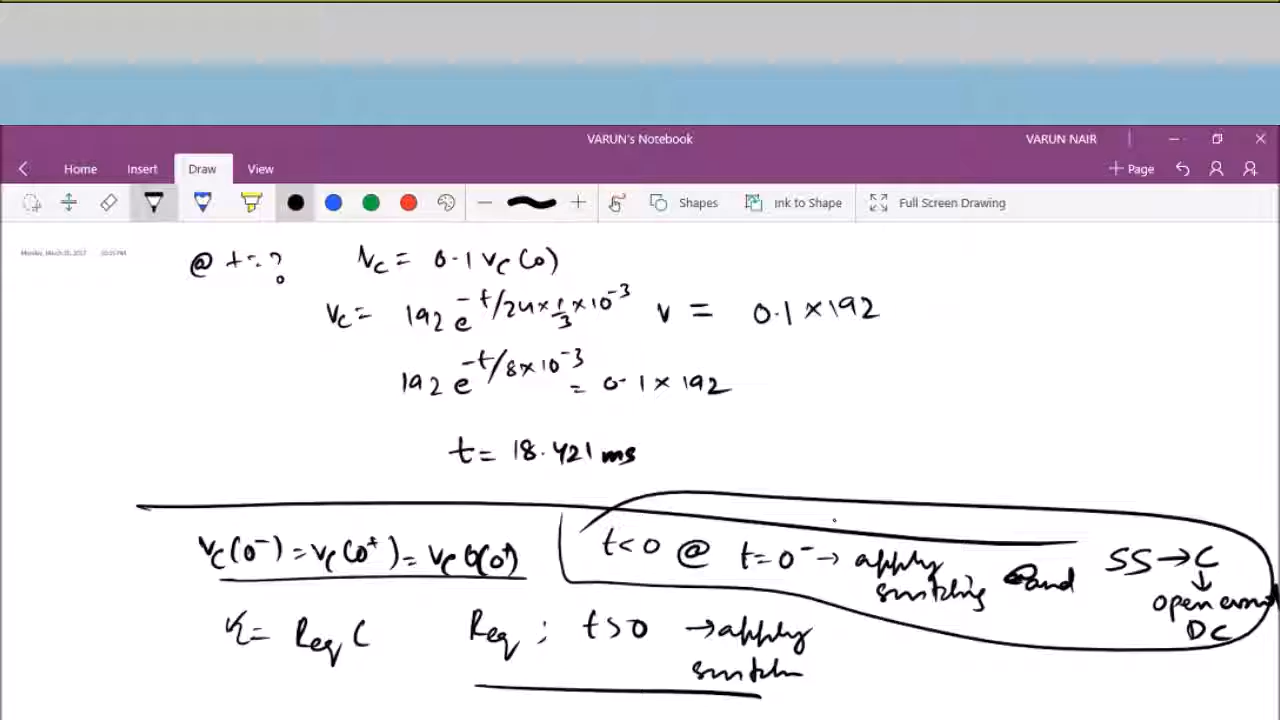 VARUN's Notebook
VARUN NAIR
Home Insert Draw View
Page
Shapes Ink to Shape Full Screen Drawing
@ t=? Vc = 0.1 Vc(0)
Vc = 192 e^-t/24×1/3×10^-3 V = 0.1×192
192 e^-t/8×10^-3 = 0.1×192
t = 18.421 ms
Vc(0^-) = Vc(0^+) = Vc(0)
t<0 @ t=0^- → apply switching and SS → C
↓
open circuit
DC
τ = Req C Req ; t>0 → apply
switch